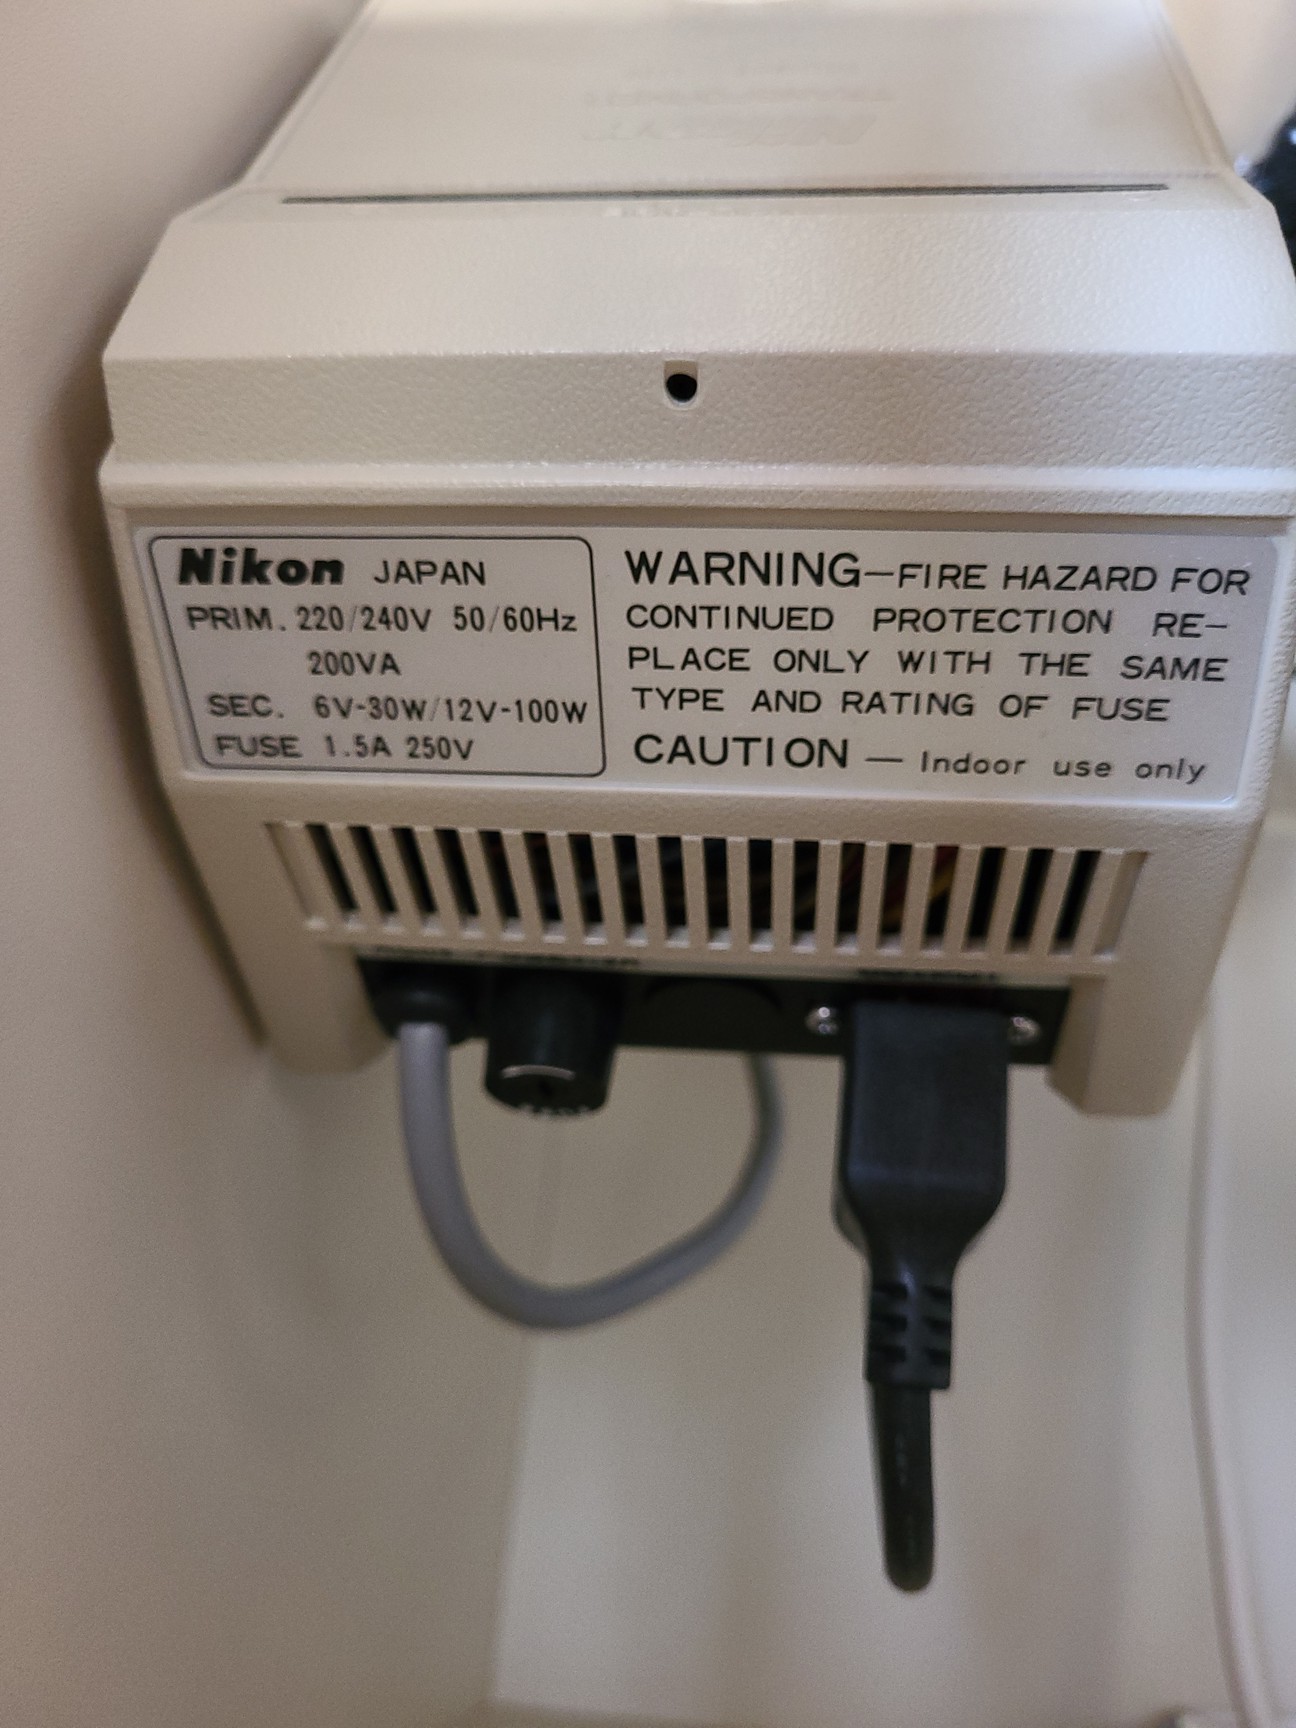 Nikon JAPAN
PRIM. 220/240V 50/60Hz
200VA
SEC. 6V-30W/12V-100W
FUSE 1.5A 250V
WARNING—FIRE HAZARD FOR
CONTINUED PROTECTION RE-
PLACE ONLY WITH THE SAME
TYPE AND RATING OF FUSE
CAUTION — Indoor use only